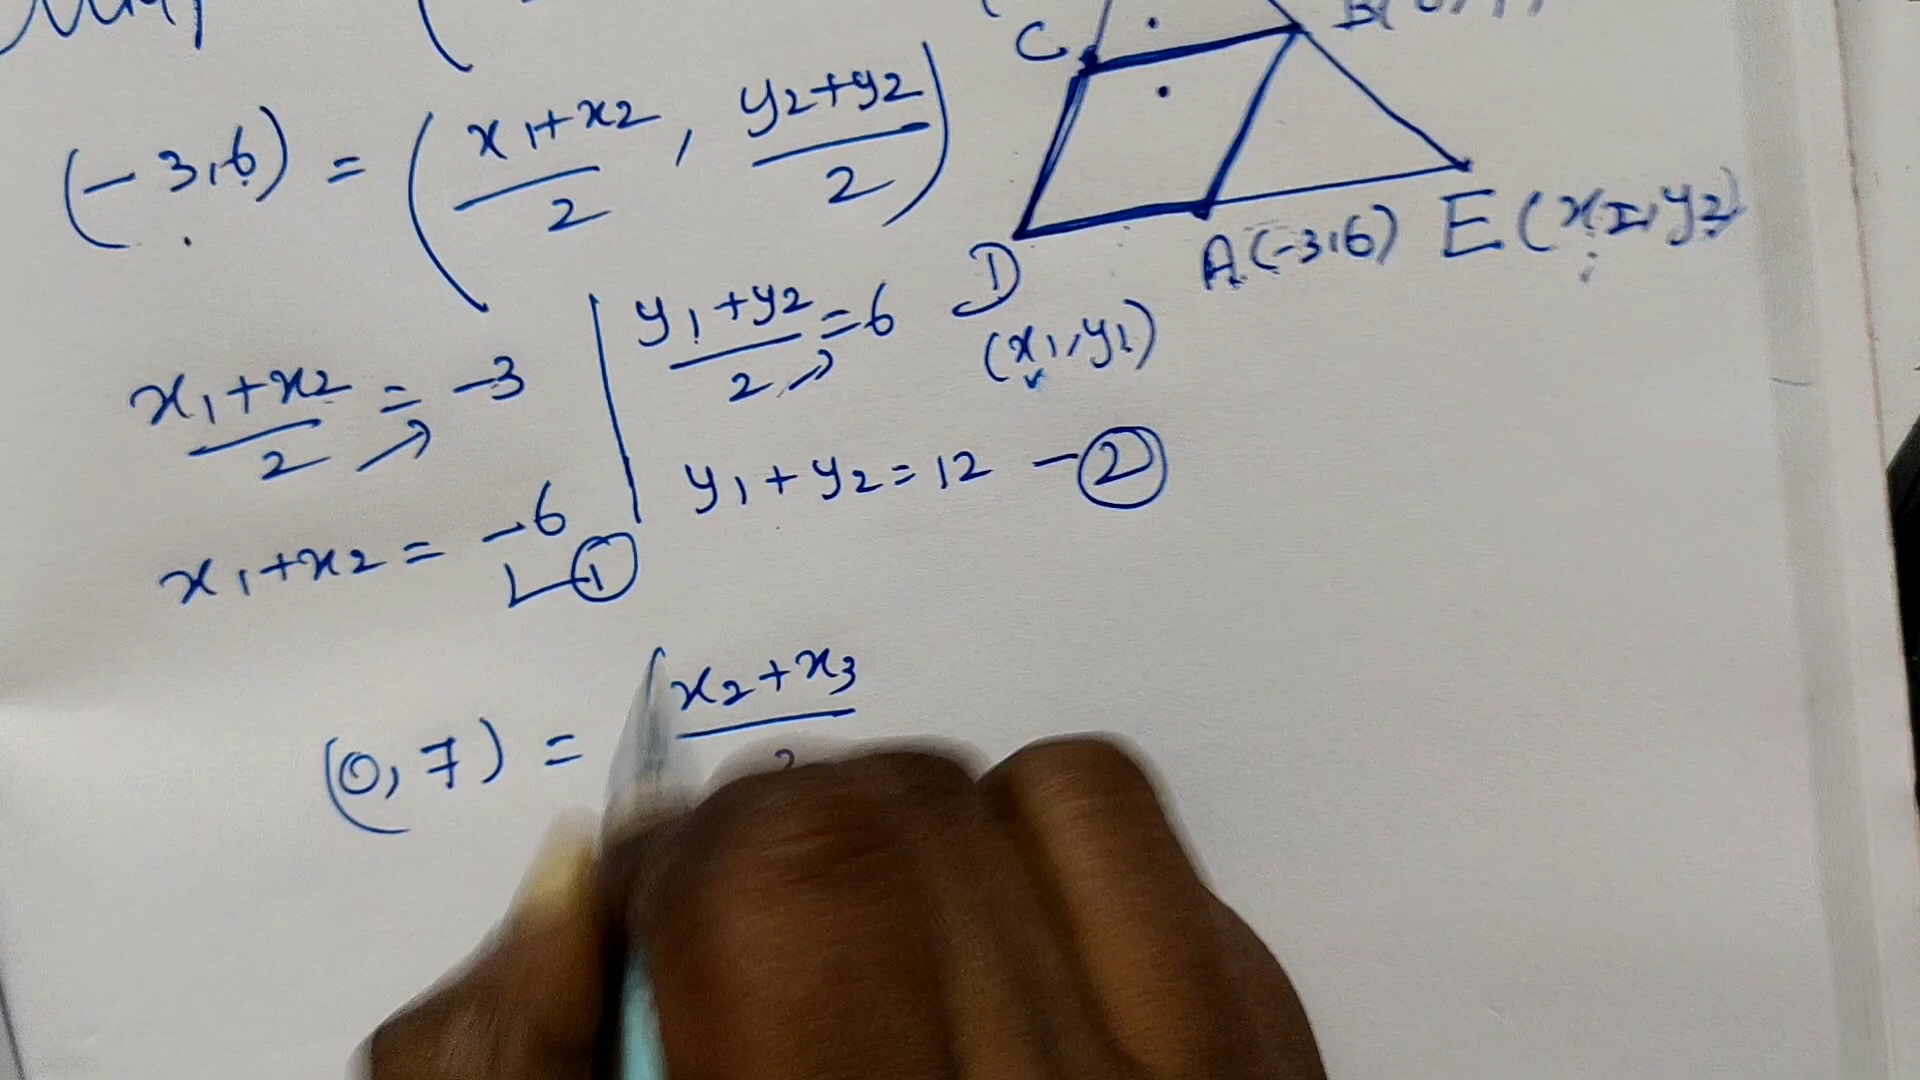 C
(-3,6) = (x1+x2/2, y2+y2/2)
A(-3,6) E(x2,y2)
D
(x1,y1)
x1+x2/2 = -3
y1+y2/2 = 6
y1+y2 = 12 - ②
x1+x2 = -6
①
(0,7) = (x2+x3/2